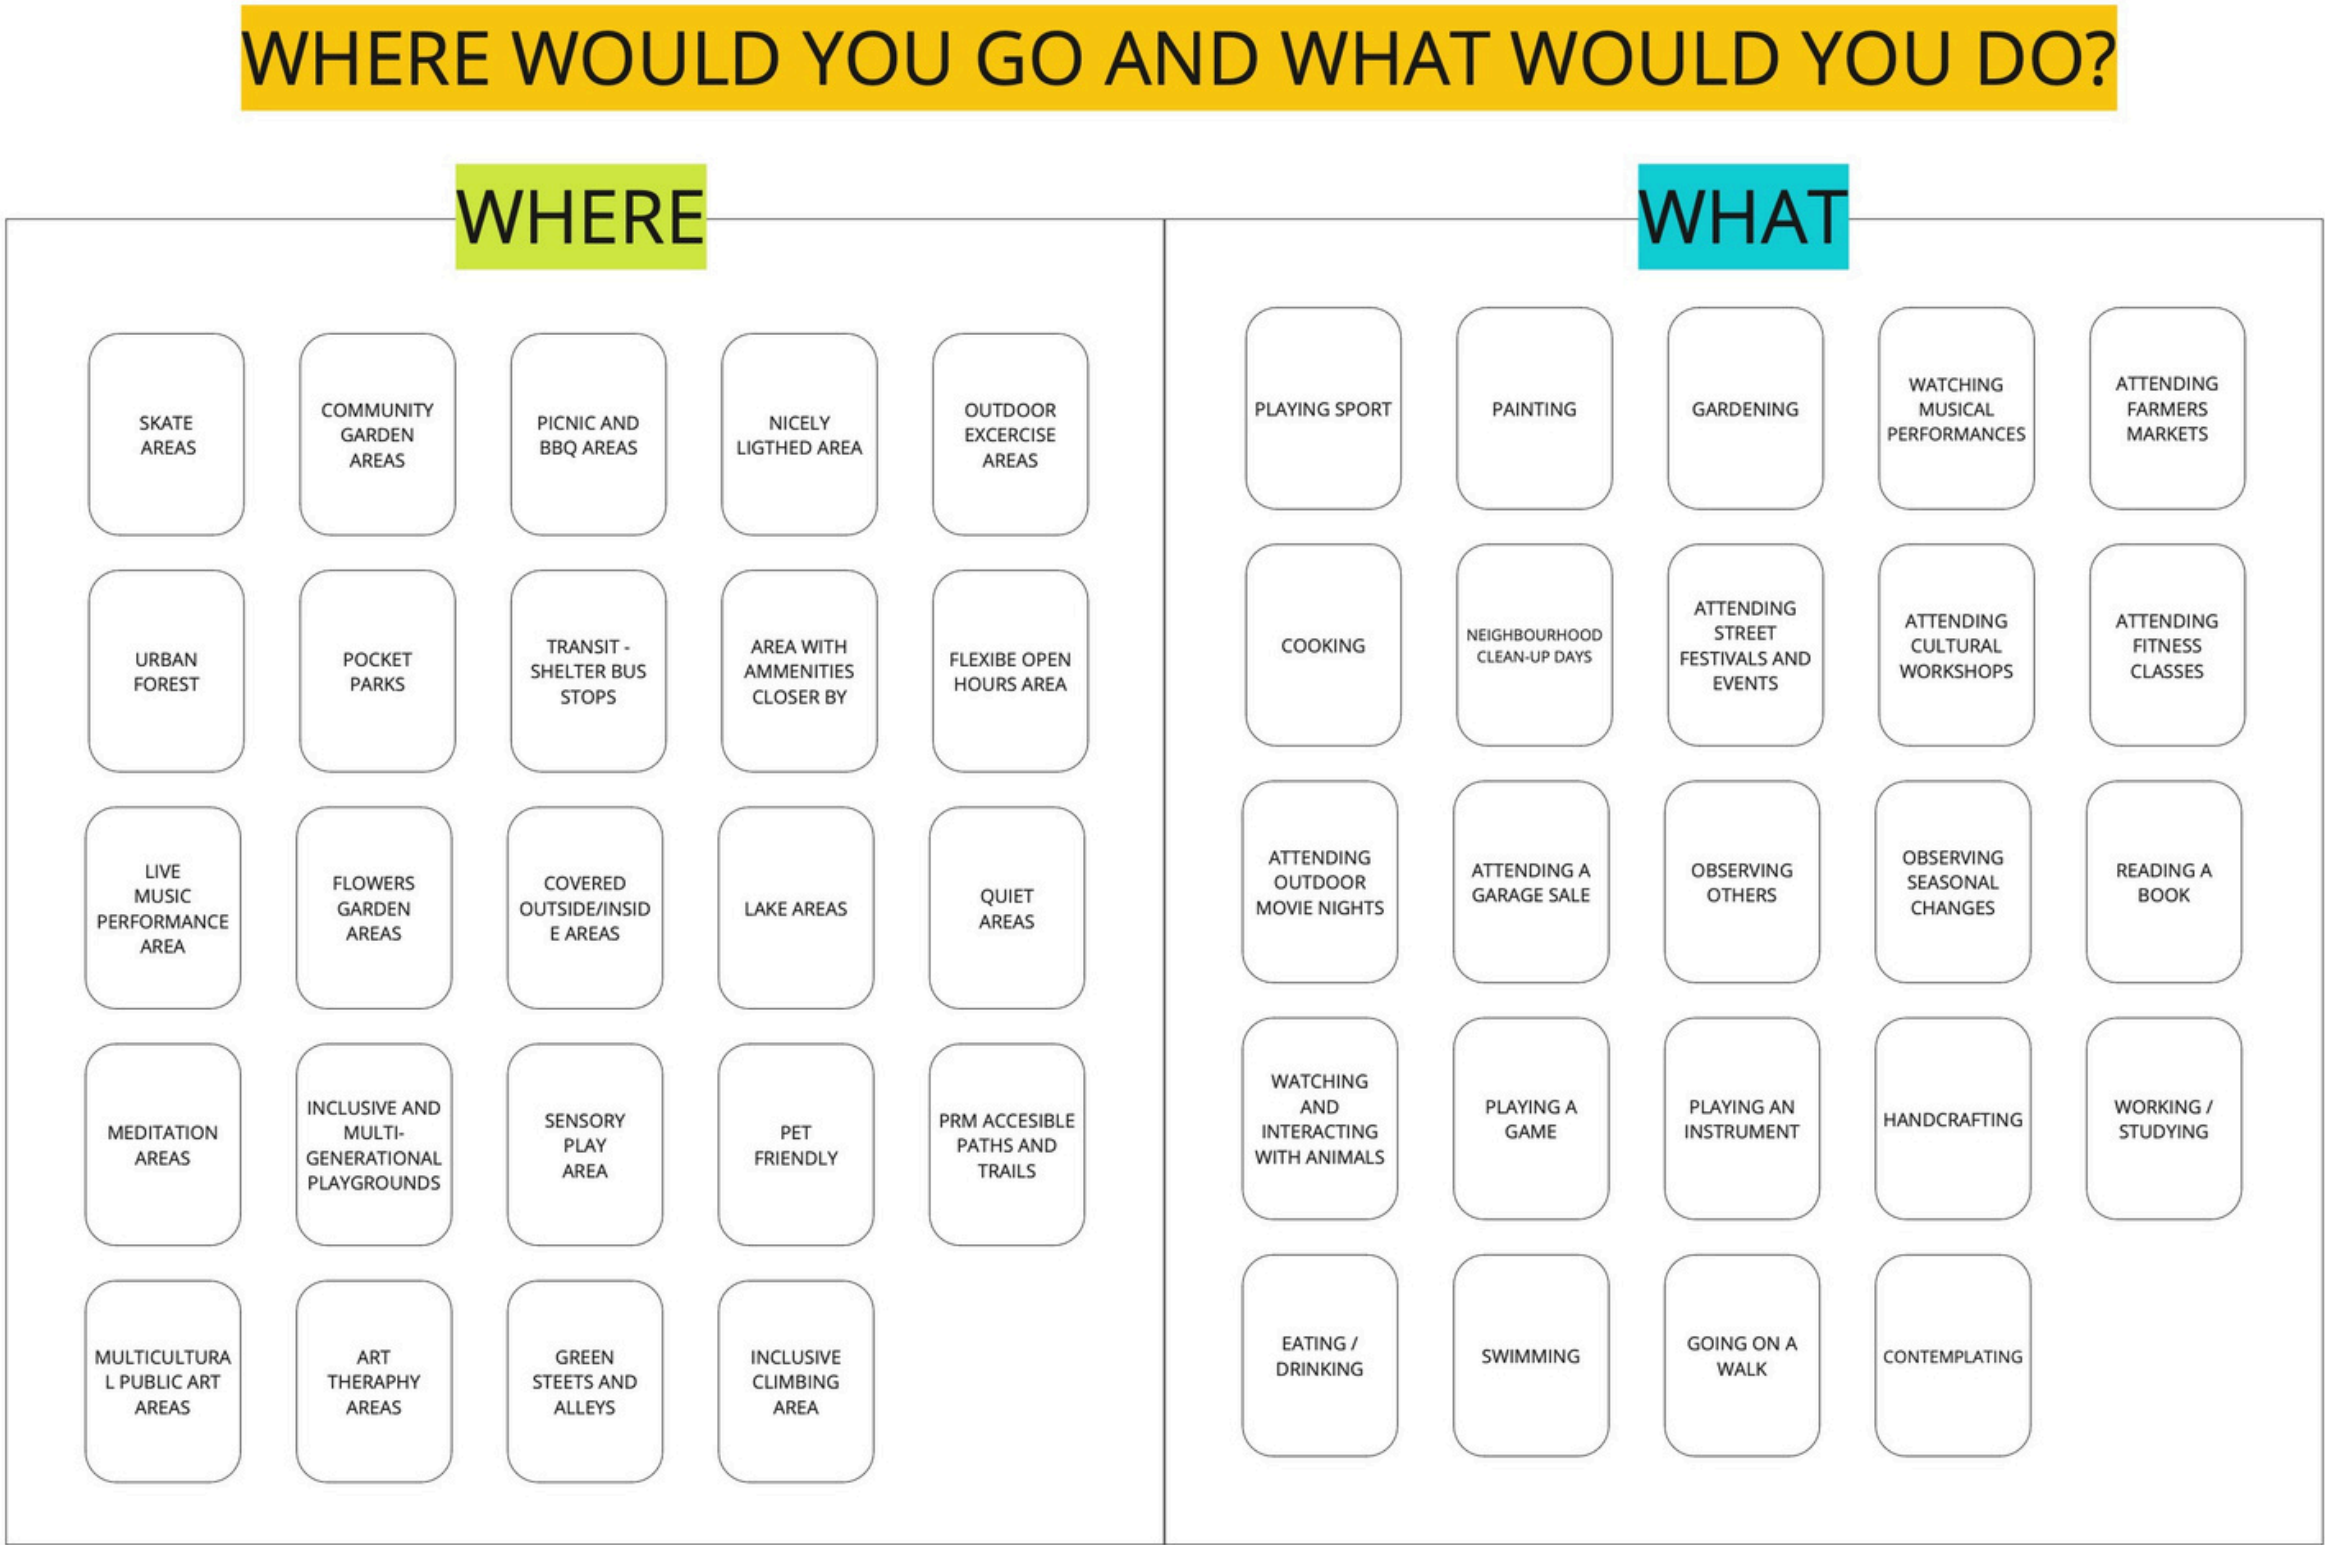 WHERE WOULD YOU GO AND WHAT WOULD YOU DO?
WHERE
SKATE
AREAS
COMMUNITY
GARDEN
AREAS
PICNIC AND
BBQ AREAS
NICELY
LIGTHED AREA
OUTDOOR
EXCERCISE
AREAS
URBAN
FOREST
POCKET
PARKS
TRANSIT -
SHELTER BUS
STOPS
AREA WITH
AMMENITIES
CLOSER BY
FLEXIBE OPEN
HOURS AREA
LIVE
MUSIC
PERFORMANCE
AREA
FLOWERS
GARDEN
AREAS
COVERED
OUTSIDE/INSID
E AREAS
LAKE AREAS
QUIET
AREAS
MEDITATION
AREAS
INCLUSIVE AND
MULTI-
GENERATIONAL
PLAYGROUNDS
SENSORY
PLAY
AREA
PET
FRIENDLY
PRM ACCESIBLE
PATHS AND
TRAILS
MULTICULTURA
L PUBLIC ART
AREAS
ART
THERAPHY
AREAS
GREEN
STEETS AND
ALLEYS
INCLUSIVE
CLIMBING
AREA
WHAT
PLAYING SPORT
PAINTING
GARDENING
WATCHING
MUSICAL
PERFORMANCES
ATTENDING
FARMERS
MARKETS
COOKING
NEIGHBOURHOOD
CLEAN-UP DAYS
ATTENDING
STREET
FESTIVALS AND
EVENTS
ATTENDING
CULTURAL
WORKSHOPS
ATTENDING
FITNESS
CLASSES
ATTENDING
OUTDOOR
MOVIE NIGHTS
ATTENDING A
GARAGE SALE
OBSERVING
OTHERS
OBSERVING
SEASONAL
CHANGES
READING A
BOOK
WATCHING
AND
INTERACTING
WITH ANIMALS
PLAYING A
GAME
PLAYING AN
INSTRUMENT
HANDCRAFTING
WORKING /
STUDYING
EATING /
DRINKING
SWIMMING
GOING ON A
WALK
CONTEMPLATING